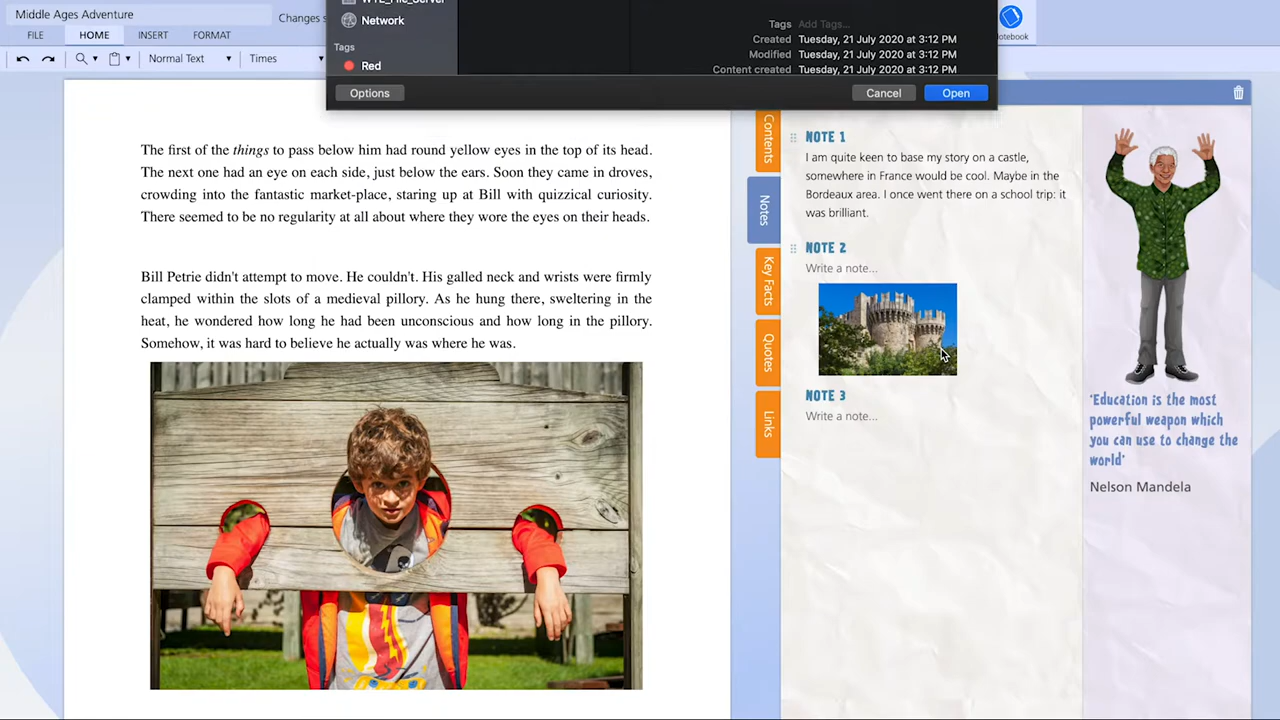 Middle Ages Adventure
Changes s
FILE
HOME
INSERT
FORMAT
Normal Text
Times
Network
Tags
Red
Tags Add Tags...
Created Tuesday, 21 July 2020 at 3:12 PM
Modified Tuesday, 21 July 2020 at 3:12 PM
Content created Tuesday, 21 July 2020 at 3:12 PM
Options
Cancel
Open
otebook
The first of the things to pass below him had round yellow eyes in the top of its head.
The next one had an eye on each side, just below the ears. Soon they came in droves,
crowding into the fantastic market-place, staring up at Bill with quizzical curiosity.
There seemed to be no regularity at all about where they wore the eyes on their heads.
Bill Petrie didn't attempt to move. He couldn't. His galled neck and wrists were firmly
clamped within the slots of a medieval pillory. As he hung there, sweltering in the
heat, he wondered how long he had been unconscious and how long in the pillory.
Somehow, it was hard to believe he actually was where he was.
Contents
Notes
Key Facts
Quotes
Links
NOTE 1
I am quite keen to base my story on a castle,
somewhere in France would be cool. Maybe in the
Bordeaux area. I once went there on a school trip: it
was brilliant.
NOTE 2
Write a note...
NOTE 3
Write a note...
'Education is the most
powerful weapon which
you can use to change the
world'
Nelson Mandela